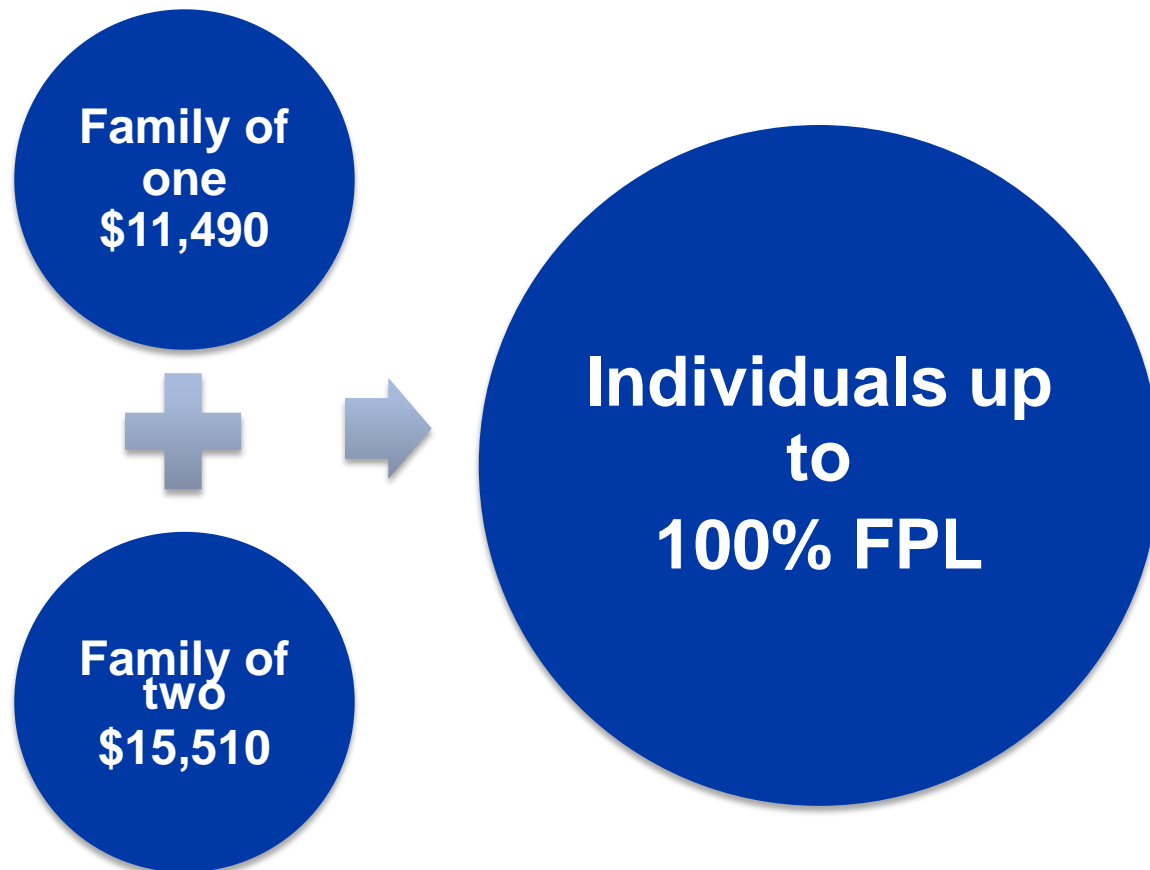 Family of
one
$11,490
Family of
two
$15,510
Individuals up
to
100% FPL